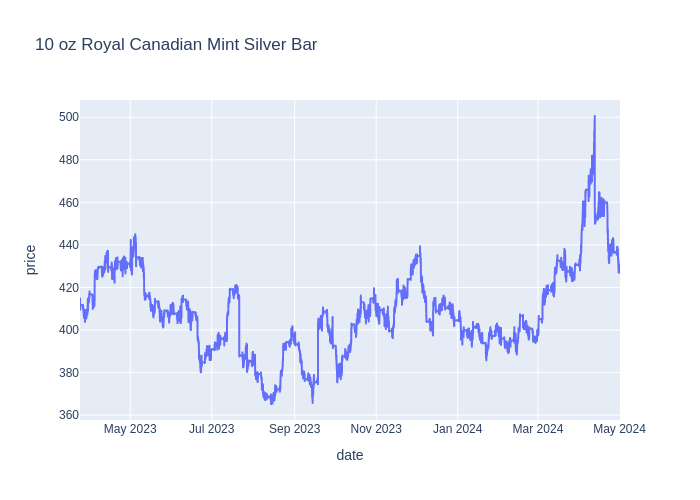 10 oz Royal Canadian Mint Silver Bar
500
480
460
440
420
400
380
360
price
May 2023 Jul 2023 Sep 2023 Nov 2023 Jan 2024 Mar 2024 May 2024
date